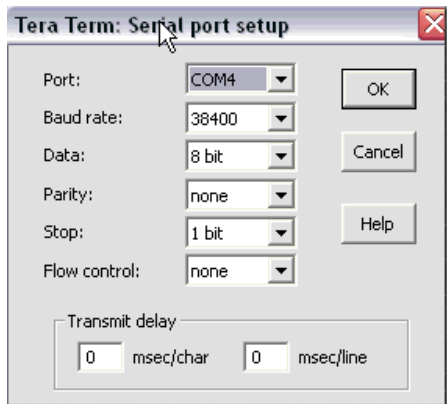 Tera Term: Serial port setup
Port: COM4 OK
Baud rate: 38400
Data: 8 bit Cancel
Parity: none
Stop: 1 bit Help
Flow control: none
Transmit delay
0 msec/char 0 msec/line